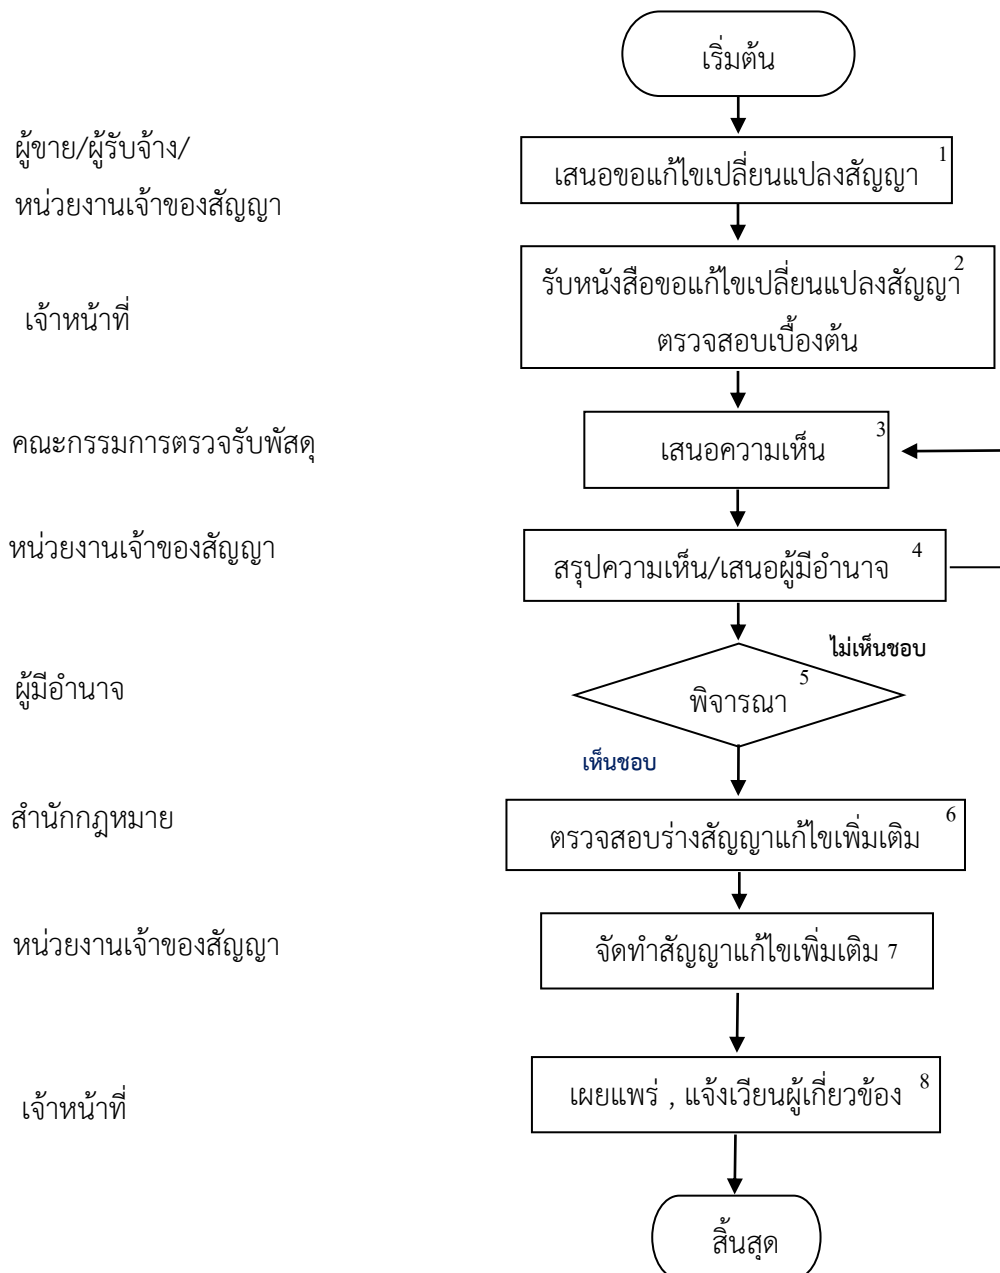 เริ่มต้น
ผู้ขาย/ผู้รับจ้าง/
หน่วยงานเจ้าของสัญญา
เสนอขอแก้ไขเปลี่ยนแปลงสัญญา 1
เจ้าหน้าที่
รับหนังสือขอแก้ไขเปลี่ยนแปลงสัญญา 2
ตรวจสอบเบื้องต้น
คณะกรรมการตรวจรับพัสดุ
เสนอความเห็น 3
หน่วยงานเจ้าของสัญญา
สรุปความเห็น/เสนอผู้มีอำนาจ 4
ไม่เห็นชอบ
ผู้มีอำนาจ
พิจารณา 5
เห็นชอบ
สำนักกฎหมาย
ตรวจสอบร่างสัญญาแก้ไขเพิ่มเติม 6
หน่วยงานเจ้าของสัญญา
จัดทำสัญญาแก้ไขเพิ่มเติม 7
เจ้าหน้าที่
เผยแพร่ , แจ้งเวียนผู้เกี่ยวข้อง 8
สิ้นสุด